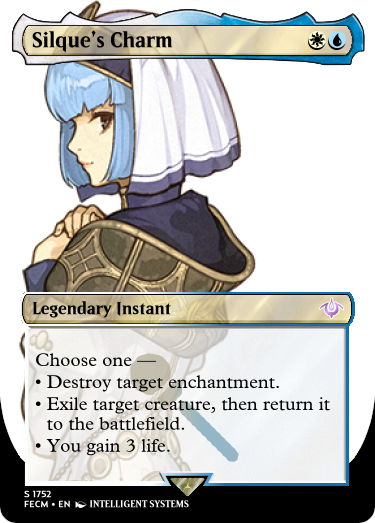 Silque's Charm
Legendary Instant
Choose one —
• Destroy target enchantment.
• Exile target creature, then return it
to the battlefield.
• You gain 3 life.
S 1752
FECM • EN INTELLIGENT SYSTEMS